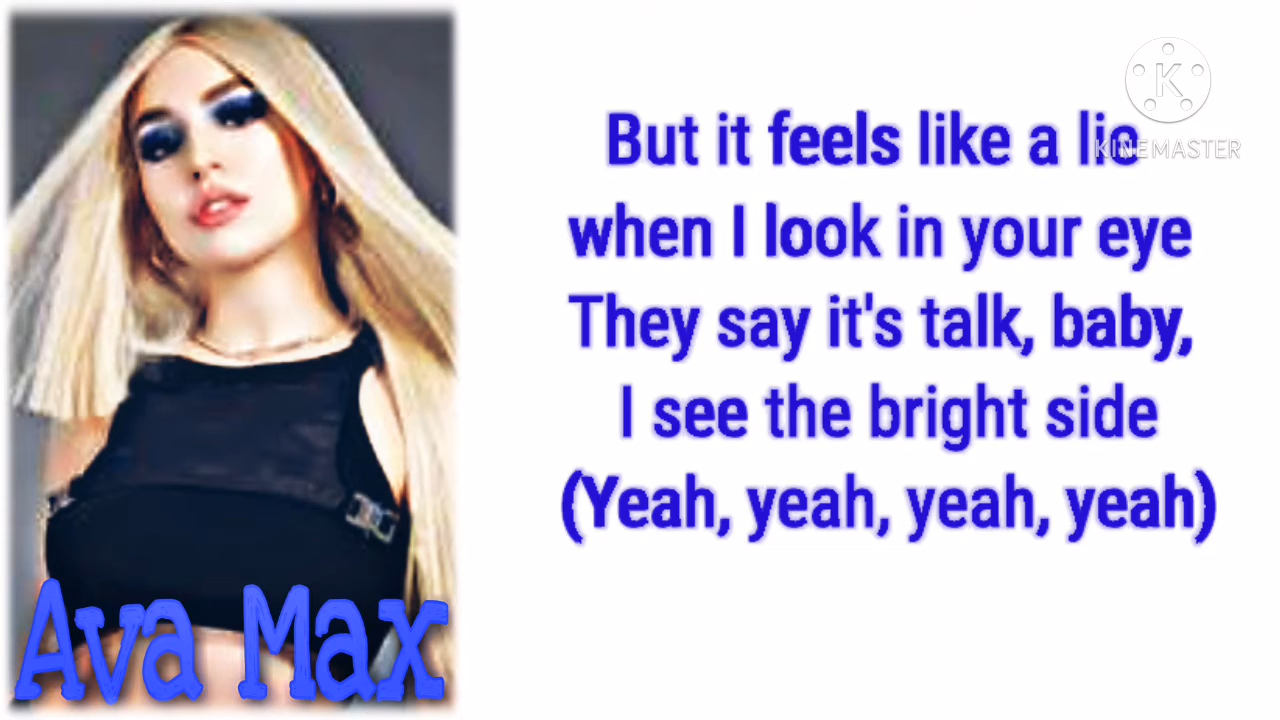 But it feels like a lie
when I look in your eye
They say it's talk, baby,
I see the bright side
(Yeah, yeah, yeah, yeah)
Ava Max
K
KINEMASTER